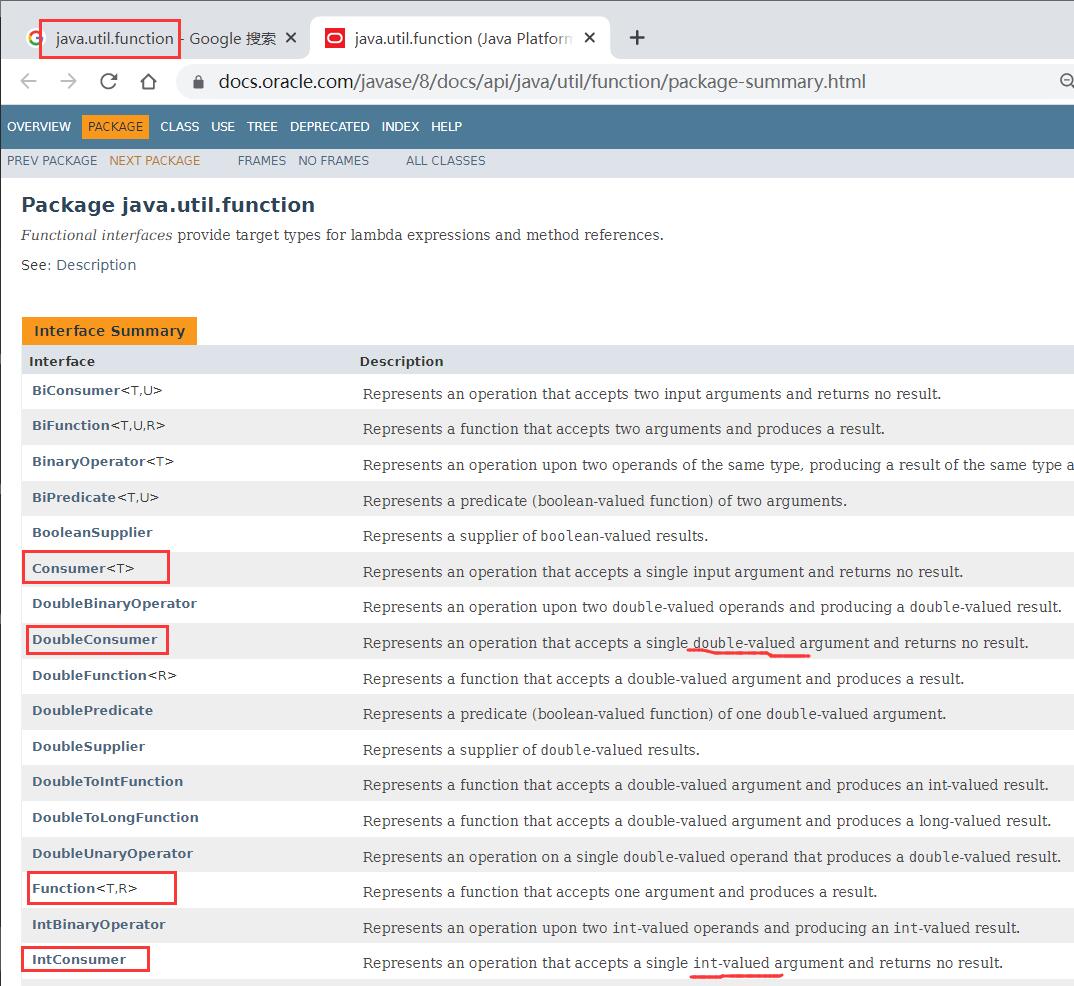 java.util.function - Google 搜索
java.util.function (Java Platform
docs.oracle.com/javase/8/docs/api/java/util/function/package-summary.html
OVERVIEW PACKAGE CLASS USE TREE DEPRECATED INDEX HELP
PREV PACKAGE NEXT PACKAGE FRAMES NO FRAMES ALL CLASSES
Package java.util.function
Functional interfaces provide target types for lambda expressions and method references.
See: Description
Interface Summary
Interface Description
BiConsumer<T,U> Represents an operation that accepts two input arguments and returns no result.
BiFunction<T,U,R> Represents a function that accepts two arguments and produces a result.
BinaryOperator<T> Represents an operation upon two operands of the same type, producing a result of the same type a
BiPredicate<T,U> Represents a predicate (boolean-valued function) of two arguments.
BooleanSupplier Represents a supplier of boolean-valued results.
Consumer<T> Represents an operation that accepts a single input argument and returns no result.
DoubleBinaryOperator Represents an operation upon two double-valued operands and producing a double-valued result.
DoubleConsumer Represents an operation that accepts a single double-valued argument and returns no result.
DoubleFunction<R> Represents a function that accepts a double-valued argument and produces a result.
DoublePredicate Represents a predicate (boolean-valued function) of one double-valued argument.
DoubleSupplier Represents a supplier of double-valued results.
DoubleToIntFunction Represents a function that accepts a double-valued argument and produces an int-valued result.
DoubleToLongFunction Represents a function that accepts a double-valued argument and produces a long-valued result.
DoubleUnaryOperator Represents an operation on a single double-valued operand that produces a double-valued result.
Function<T,R> Represents a function that accepts one argument and produces a result.
IntBinaryOperator Represents an operation upon two int-valued operands and producing an int-valued result.
IntConsumer Represents an operation that accepts a single int-valued argument and returns no result.